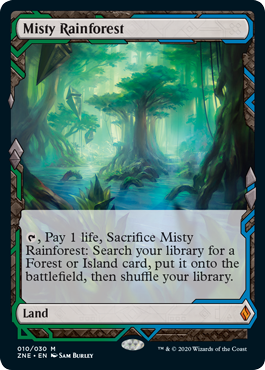 Misty Rainforest
, Pay 1 life, Sacrifice Misty
Rainforest: Search your library for a
Forest or Island card, put it onto the
battlefield, then shuffle your library.
Land
010/030 M
ZNE • EN SAM BURLEY
™ & © 2020 Wizards of the Coast